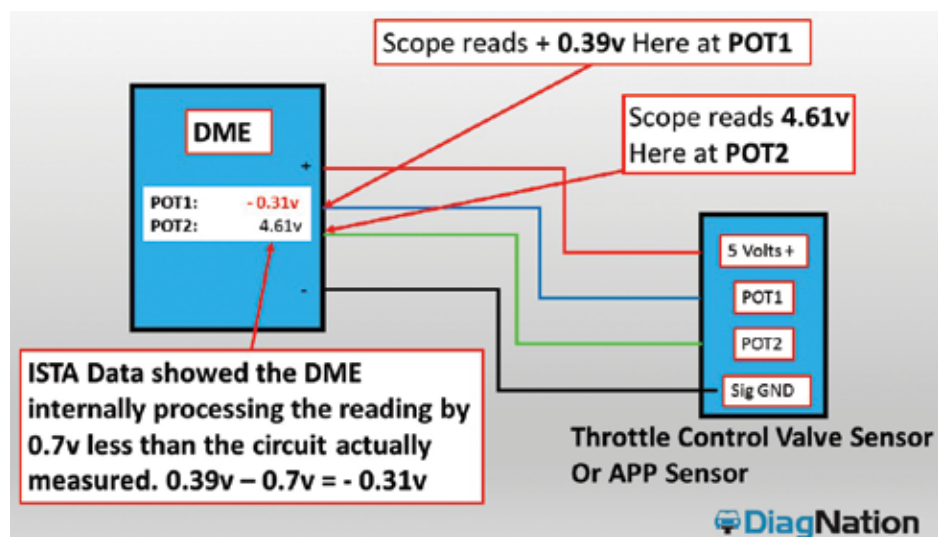 Scope reads + 0.39v Here at POT1
Scope reads 4.61v
Here at POT2
DME
+
POT1: - 0.31v
POT2: 4.61v
-
5 Volts +
POT1
POT2
Sig GND
ISTA Data showed the DME
internally processing the reading by
0.7v less than the circuit actually
measured. 0.39v – 0.7v = - 0.31v
Throttle Control Valve Sensor
Or APP Sensor
DiagNation